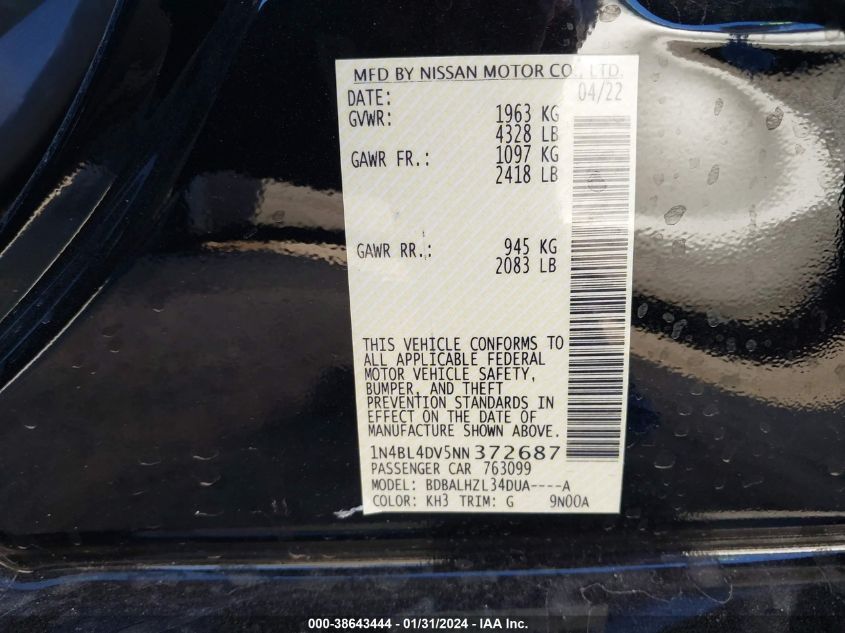 MFD BY NISSAN MOTOR CO., LTD.
DATE: 04/22
GVWR: 1963 KG
4328 LB
GAWR FR.: 1097 KG
2418 LB
GAWR RR.: 945 KG
2083 LB
THIS VEHICLE CONFORMS TO
ALL APPLICABLE FEDERAL
MOTOR VEHICLE SAFETY,
BUMPER, AND THEFT
PREVENTION STANDARDS IN
EFFECT ON THE DATE OF
MANUFACTURE SHOWN ABOVE.
1N4BL4DV5NN 372687
PASSENGER CAR 763099
MODEL: BDBALHZL34DUA----A
COLOR: KH3 TRIM: G 9N00A
000-38643444 - 01/31/2024 - IAA Inc.